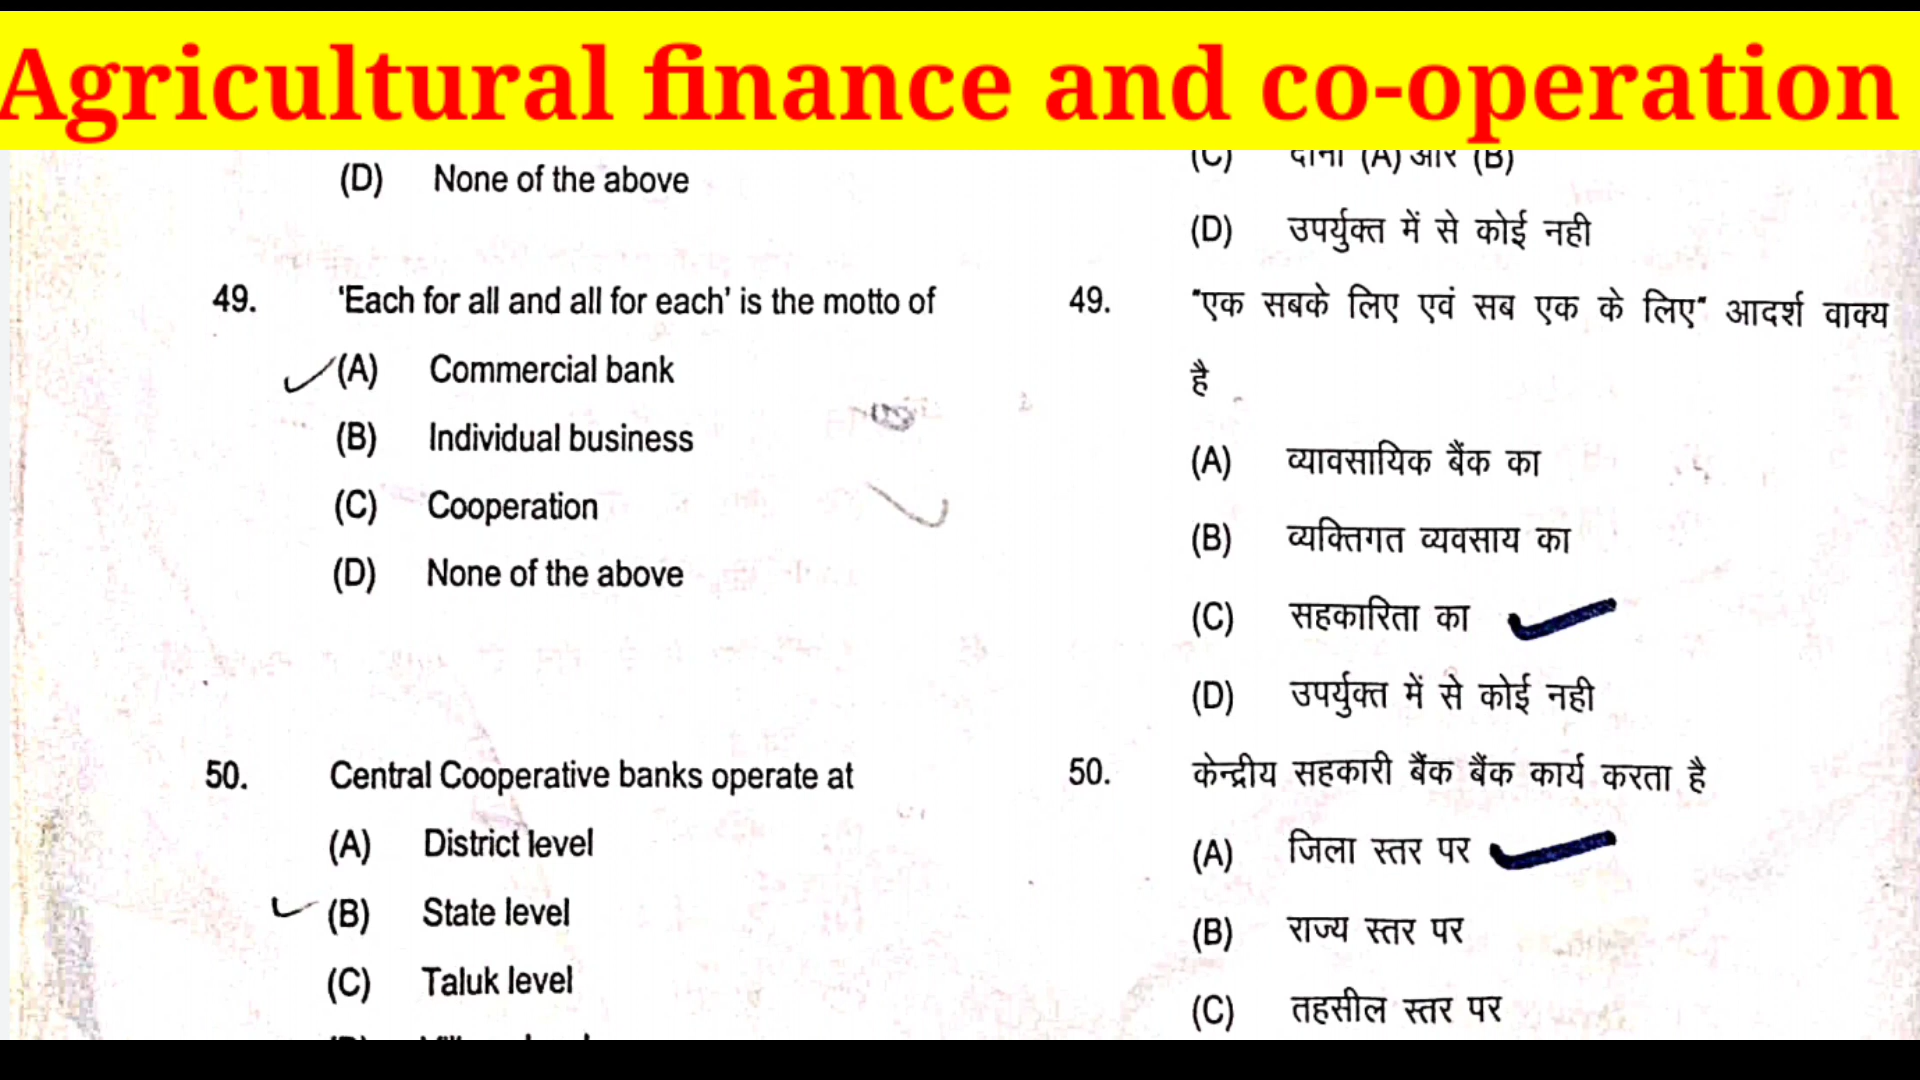 Agricultural finance and co-operation
(D) None of the above
49. 'Each for all and all for each' is the motto of
(A) Commercial bank
(B) Individual business
(C) Cooperation
(D) None of the above
50. Central Cooperative banks operate at
(A) District level
(B) State level
(C) Taluk level
(C) दोनों (A) और (B)
(D) उपर्युक्त में से कोई नही
49. "एक सबके लिए एवं सब एक के लिए" आदर्श वाक्य
है
(A) व्यावसायिक बैंक का
(B) व्यक्तिगत व्यवसाय का
(C) सहकारिता का
(D) उपर्युक्त में से कोई नही
50. केन्द्रीय सहकारी बैंक बैंक कार्य करता है
(A) जिला स्तर पर
(B) राज्य स्तर पर
(C) तहसील स्तर पर